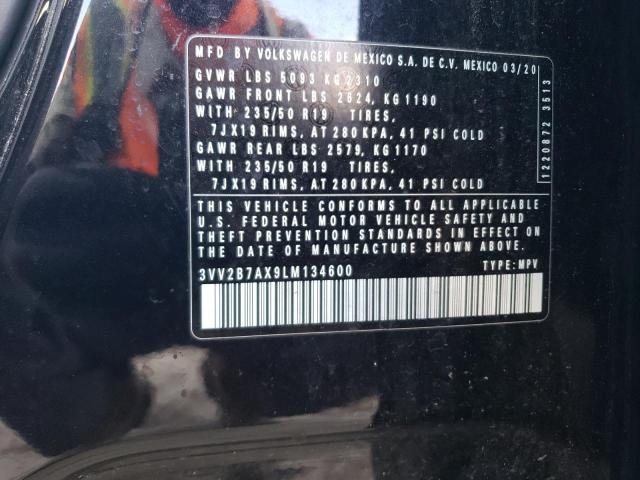 MFD BY VOLKSWAGEN DE MEXICO S.A. DE C.V. MEXICO 03/20
GVWR LBS 5093 KG 2310
GAWR FRONT LBS 2624, KG 1190
WITH 235/50 R19 TIRES,
7JX19 RIMS, AT 280 KPA, 41 PSI COLD
GAWR REAR LBS 2579, KG 1170
WITH 235/50 R19 TIRES,
7JX19 RIMS, AT 280 KPA, 41 PSI COLD
1220872 3513
THIS VEHICLE CONFORMS TO ALL APPLICABLE
U.S. FEDERAL MOTOR VEHICLE SAFETY AND
THEFT PREVENTION STANDARDS IN EFFECT ON
THE DATE OF MANUFACTURE SHOWN ABOVE
3VV2B7AX9LM134600 TYPE: MPV